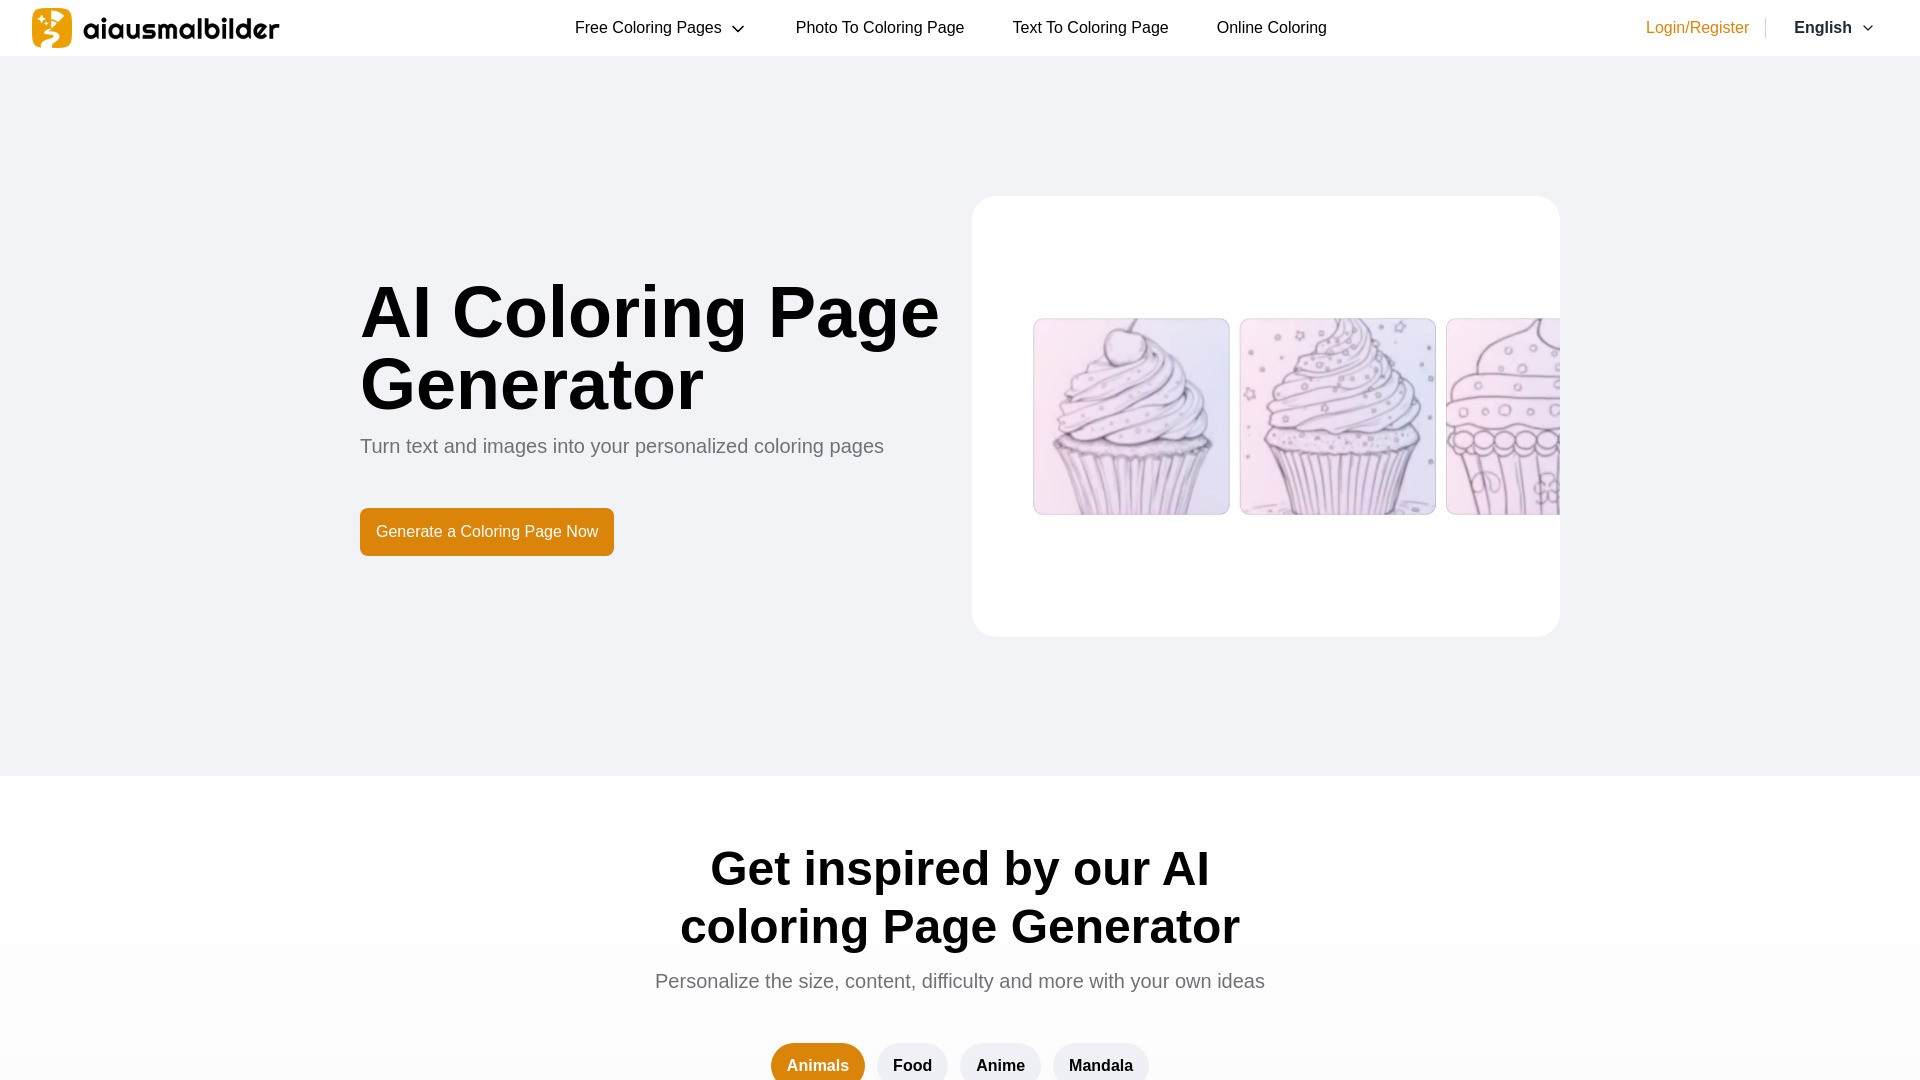 aiausmalbilder
Free Coloring Pages
Photo To Coloring Page
Text To Coloring Page
Online Coloring
Login/Register
English
AI Coloring Page
Generator
Turn text and images into your personalized coloring pages
Generate a Coloring Page Now
Get inspired by our AI
coloring Page Generator
Personalize the size, content, difficulty and more with your own ideas
Animals
Food
Anime
Mandala